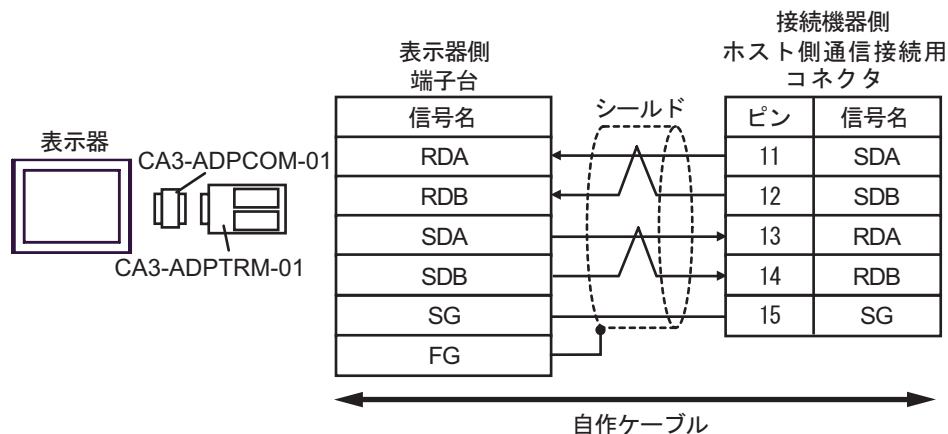 接続機器側
ホスト側通信接続用
コネクタ
表示器側
端子台
信号名
シールド
ピン
信号名
表示器
CA3-ADPCOM-01
CA3-ADPTRM-01
RDA
11
SDA
RDB
12
SDB
SDA
13
RDA
SDB
14
RDB
SG
15
SG
FG
自作ケーブル